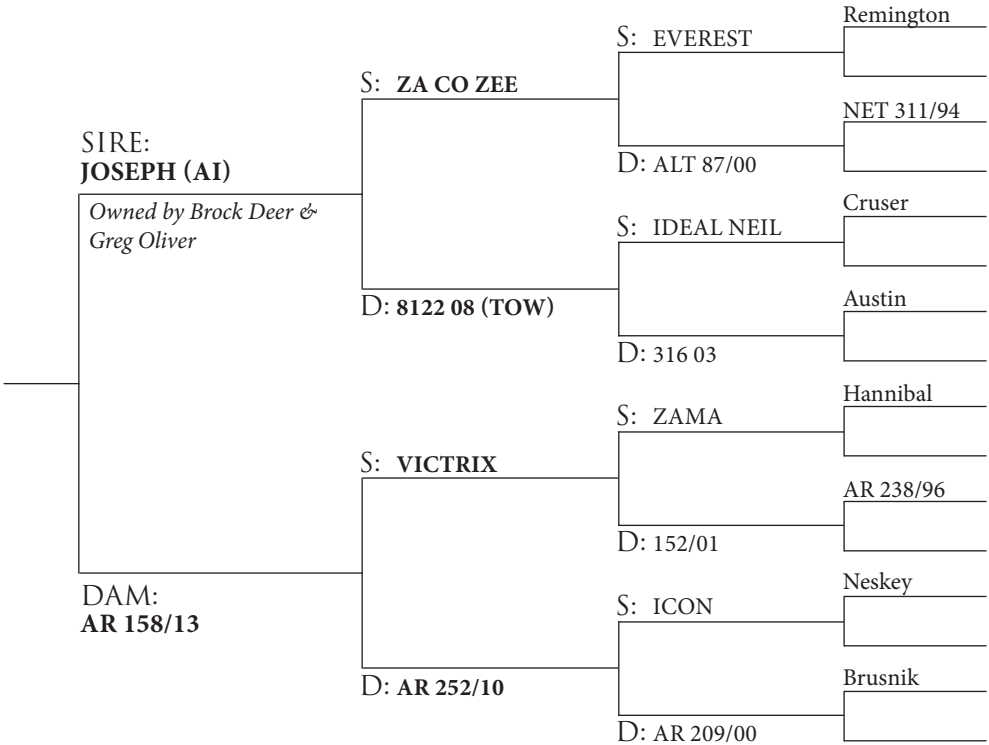 Remington
S: EVEREST
S: ZA CO ZEE
NET 311/94
SIRE:
JOSEPH (AI)
D: ALT 87/00
Owned by Brock Deer &
Greg Oliver
Cruser
S: IDEAL NEIL
D: 8122 08 (TOW)
Austin
D: 316 03
Hannibal
S: ZAMA
S: VICTRIX
AR 238/96
D: 152/01
DAM:
AR 158/13
Neskey
S: ICON
D: AR 252/10
Brusnik
D: AR 209/00